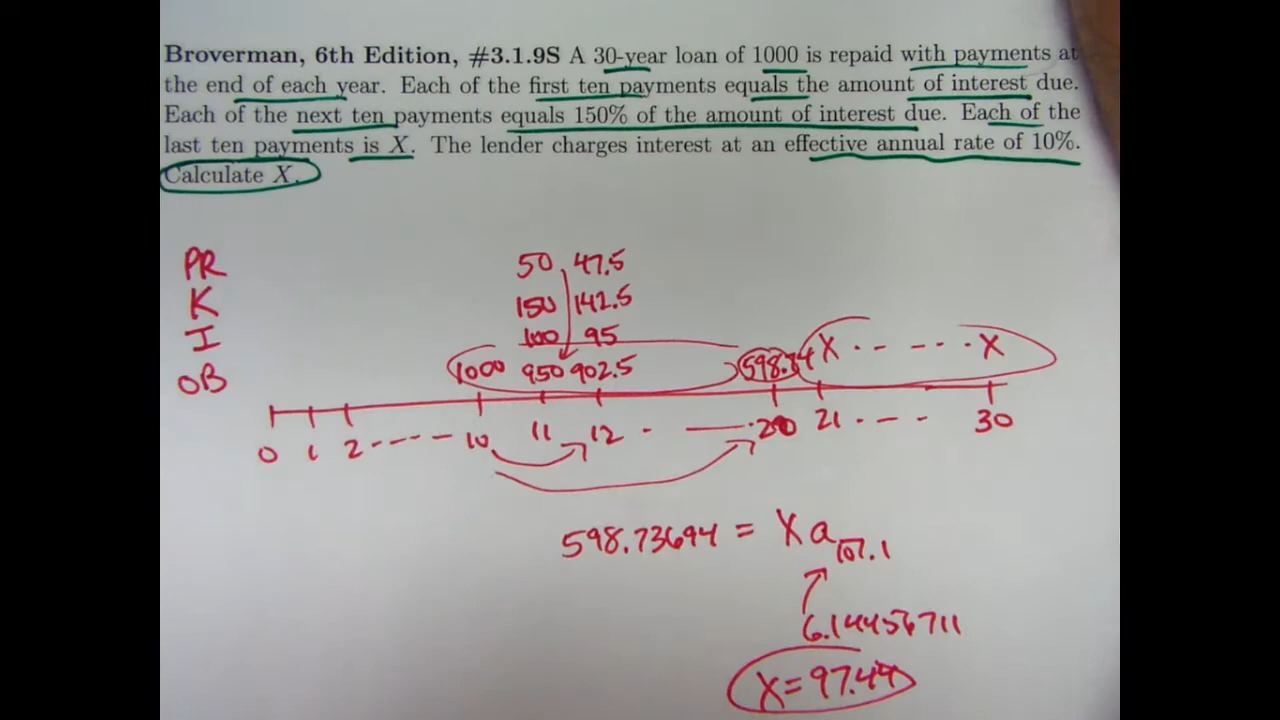 Broverman, 6th Edition, #3.1.9S A 30-year loan of 1000 is repaid with payments at
the end of each year. Each of the first ten payments equals the amount of interest due.
Each of the next ten payments equals 150% of the amount of interest due. Each of the
last ten payments is X. The lender charges interest at an effective annual rate of 10%.
Calculate X.
PR 50 47.5
K 150 142.5
I 100 95
OB 1000 950 902.5 598.74 X - - - - X
0 1 2 ---- 10 11 12 · —— 20 21 · - - - 30
598.73694 = X a 10|.1
6.14456711
X = 97.44